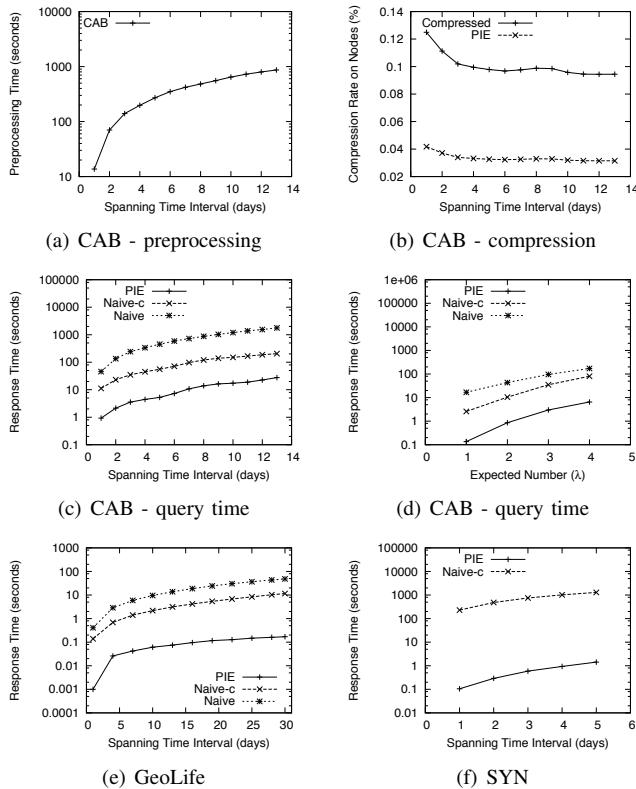 CAB
Preprocessing Time (seconds)
1000
1000
100
10
0 2 4 6 8 10 12 14
Spanning Time Interval (days)
(a) CAB - preprocessing
Compressed
PIE
Compression Rate on Nodes (%)
0.14
0.12
0.1
0.08
0.06
0.04
0.02
0 2 4 6 8 10 12 14
Spanning Time Interval (days)
(b) CAB - compression
PIE
Naive-c
Naive
Response Time (seconds)
100000
10000
1000
100
10
1
0.1
0 2 4 6 8 10 12 14
Spanning Time Interval (days)
(c) CAB - query time
PIE
Naive-c
Naive
Response Time (seconds)
1e+06
100000
10000
1000
100
10
1
0.1
0 1 2 3 4 5
Expected Number (λ)
(d) CAB - query time
Response Time (seconds)
1000
100
10
1
0.1
0.01
0.001
0.0001
PIE
Naive-c
Naive
5 10 15 20 25 30
Spanning Time Interval (days)
(e) GeoLife
PIE
Naive-c
Response Time (seconds)
100000
10000
1000
100
10
1
0.1
0.01
0 1 2 3 4 5 6
Spanning Time Interval (days)
(f) SYN